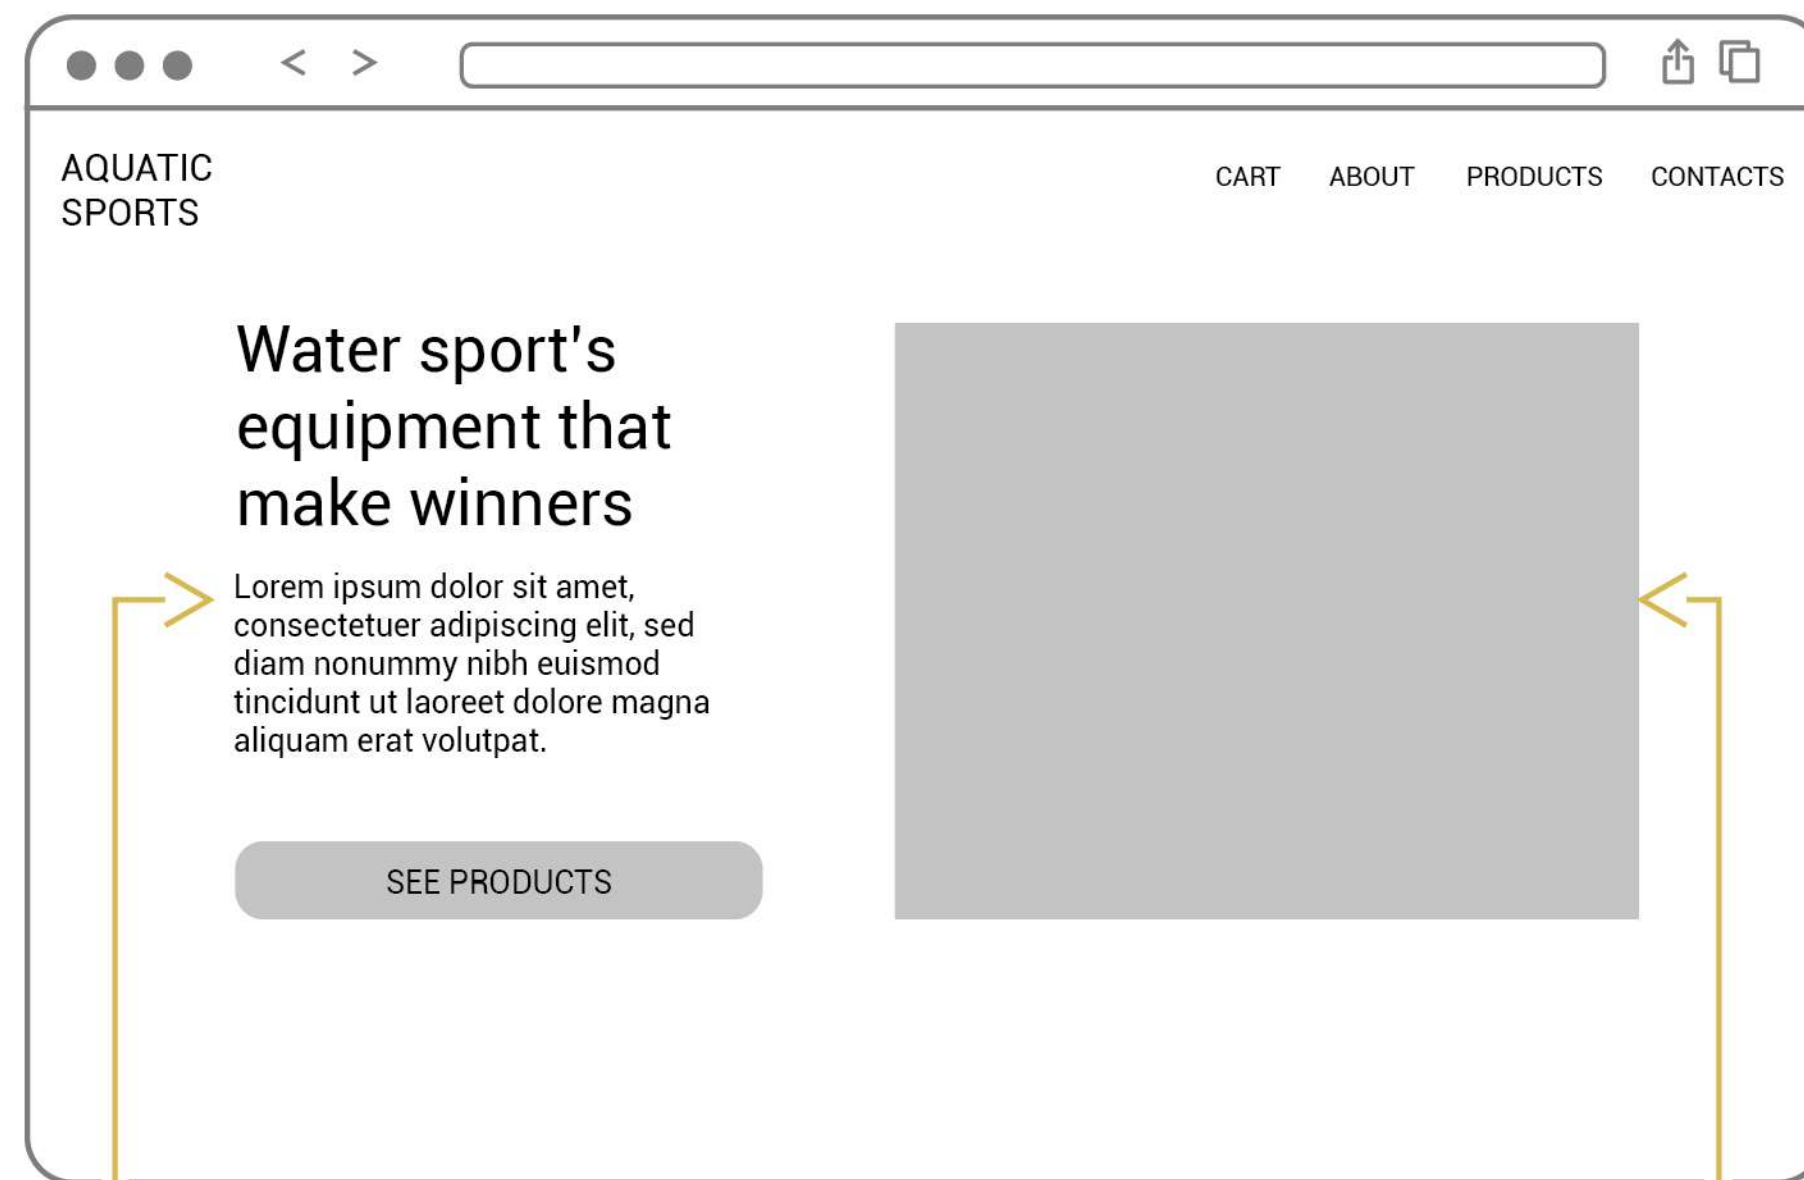 AQUATIC
SPORTS
CART ABOUT PRODUCTS CONTACTS
Water sport's
equipment that
make winners
Lorem ipsum dolor sit amet,
consectetuer adipiscing elit, sed
diam nonummy nibh euismod
tincidunt ut laoreet dolore magna
aliquam erat volutpat.
SEE PRODUCTS